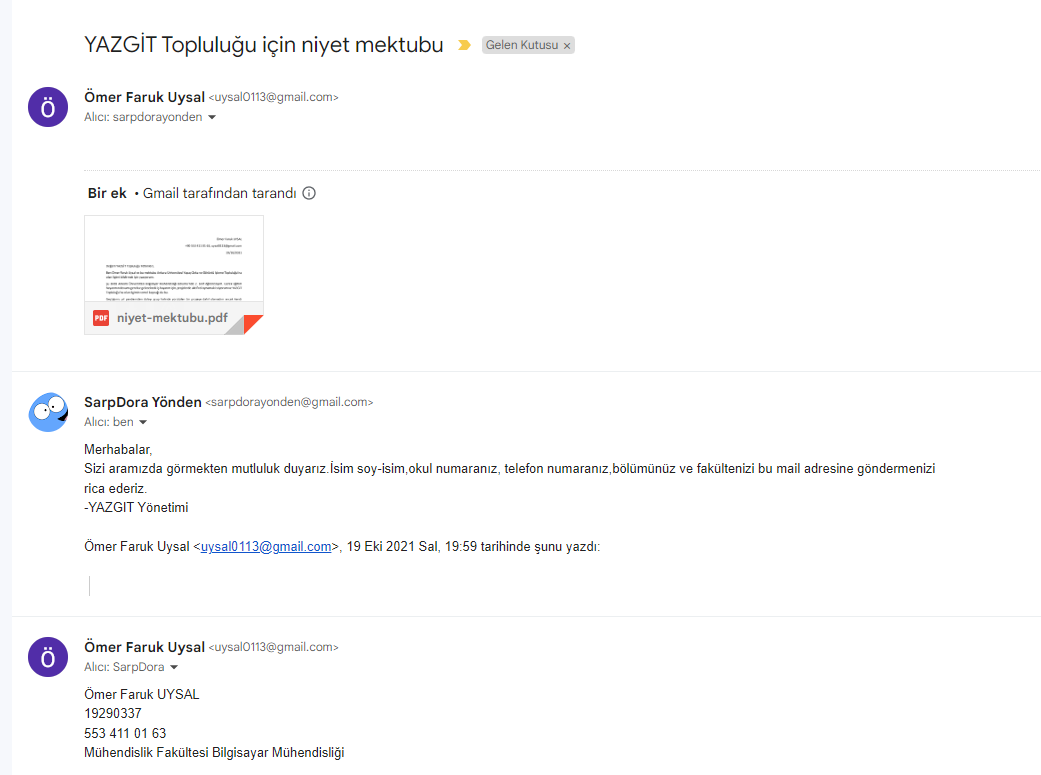 YAZGİT Topluluğu için niyet mektubu Gelen Kutusu ×
Ö
Ömer Faruk Uysal <uysal0113@gmail.com>
Alıcı: sarpdorayonden
Bir ek • Gmail tarafından tarandı
PDF niyet-mektubu.pdf
SarpDora Yönden <sarpdorayonden@gmail.com>
Alıcı: ben
Merhabalar,
Sizi aramızda görmekten mutluluk duyarız.İsim soy-isim,okul numaranız, telefon numaranız,bölümünüz ve fakültenizi bu mail adresine göndermenizi
rica ederiz.
-YAZGIT Yönetimi
Ömer Faruk Uysal <uysal0113@gmail.com>, 19 Eki 2021 Sal, 19:59 tarihinde şunu yazdı:
Ö
Ömer Faruk Uysal <uysal0113@gmail.com>
Alıcı: SarpDora
Ömer Faruk UYSAL
19290337
553 411 01 63
Mühendislik Fakültesi Bilgisayar Mühendisliği